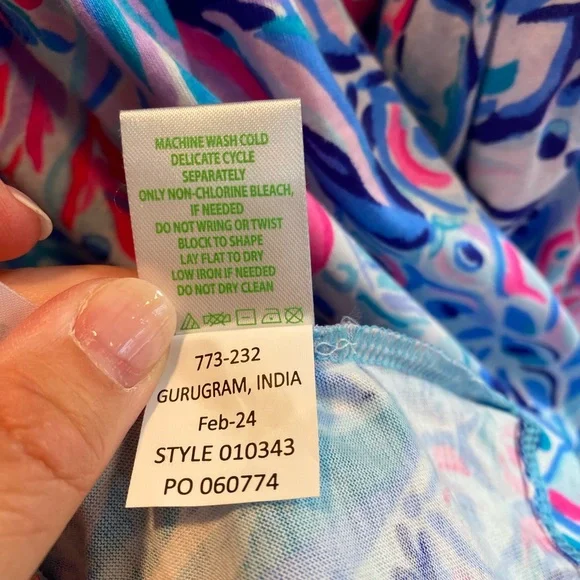 MACHINE WASH COLD
DELICATE CYCLE
SEPARATELY
ONLY NON-CHLORINE BLEACH,
IF NEEDED
DO NOT WRING OR TWIST
BLOCK TO SHAPE
LAY FLAT TO DRY
LOW IRON IF NEEDED
DO NOT DRY CLEAN
773-232
GURUGRAM, INDIA
Feb-24
STYLE 010343
PO 060774